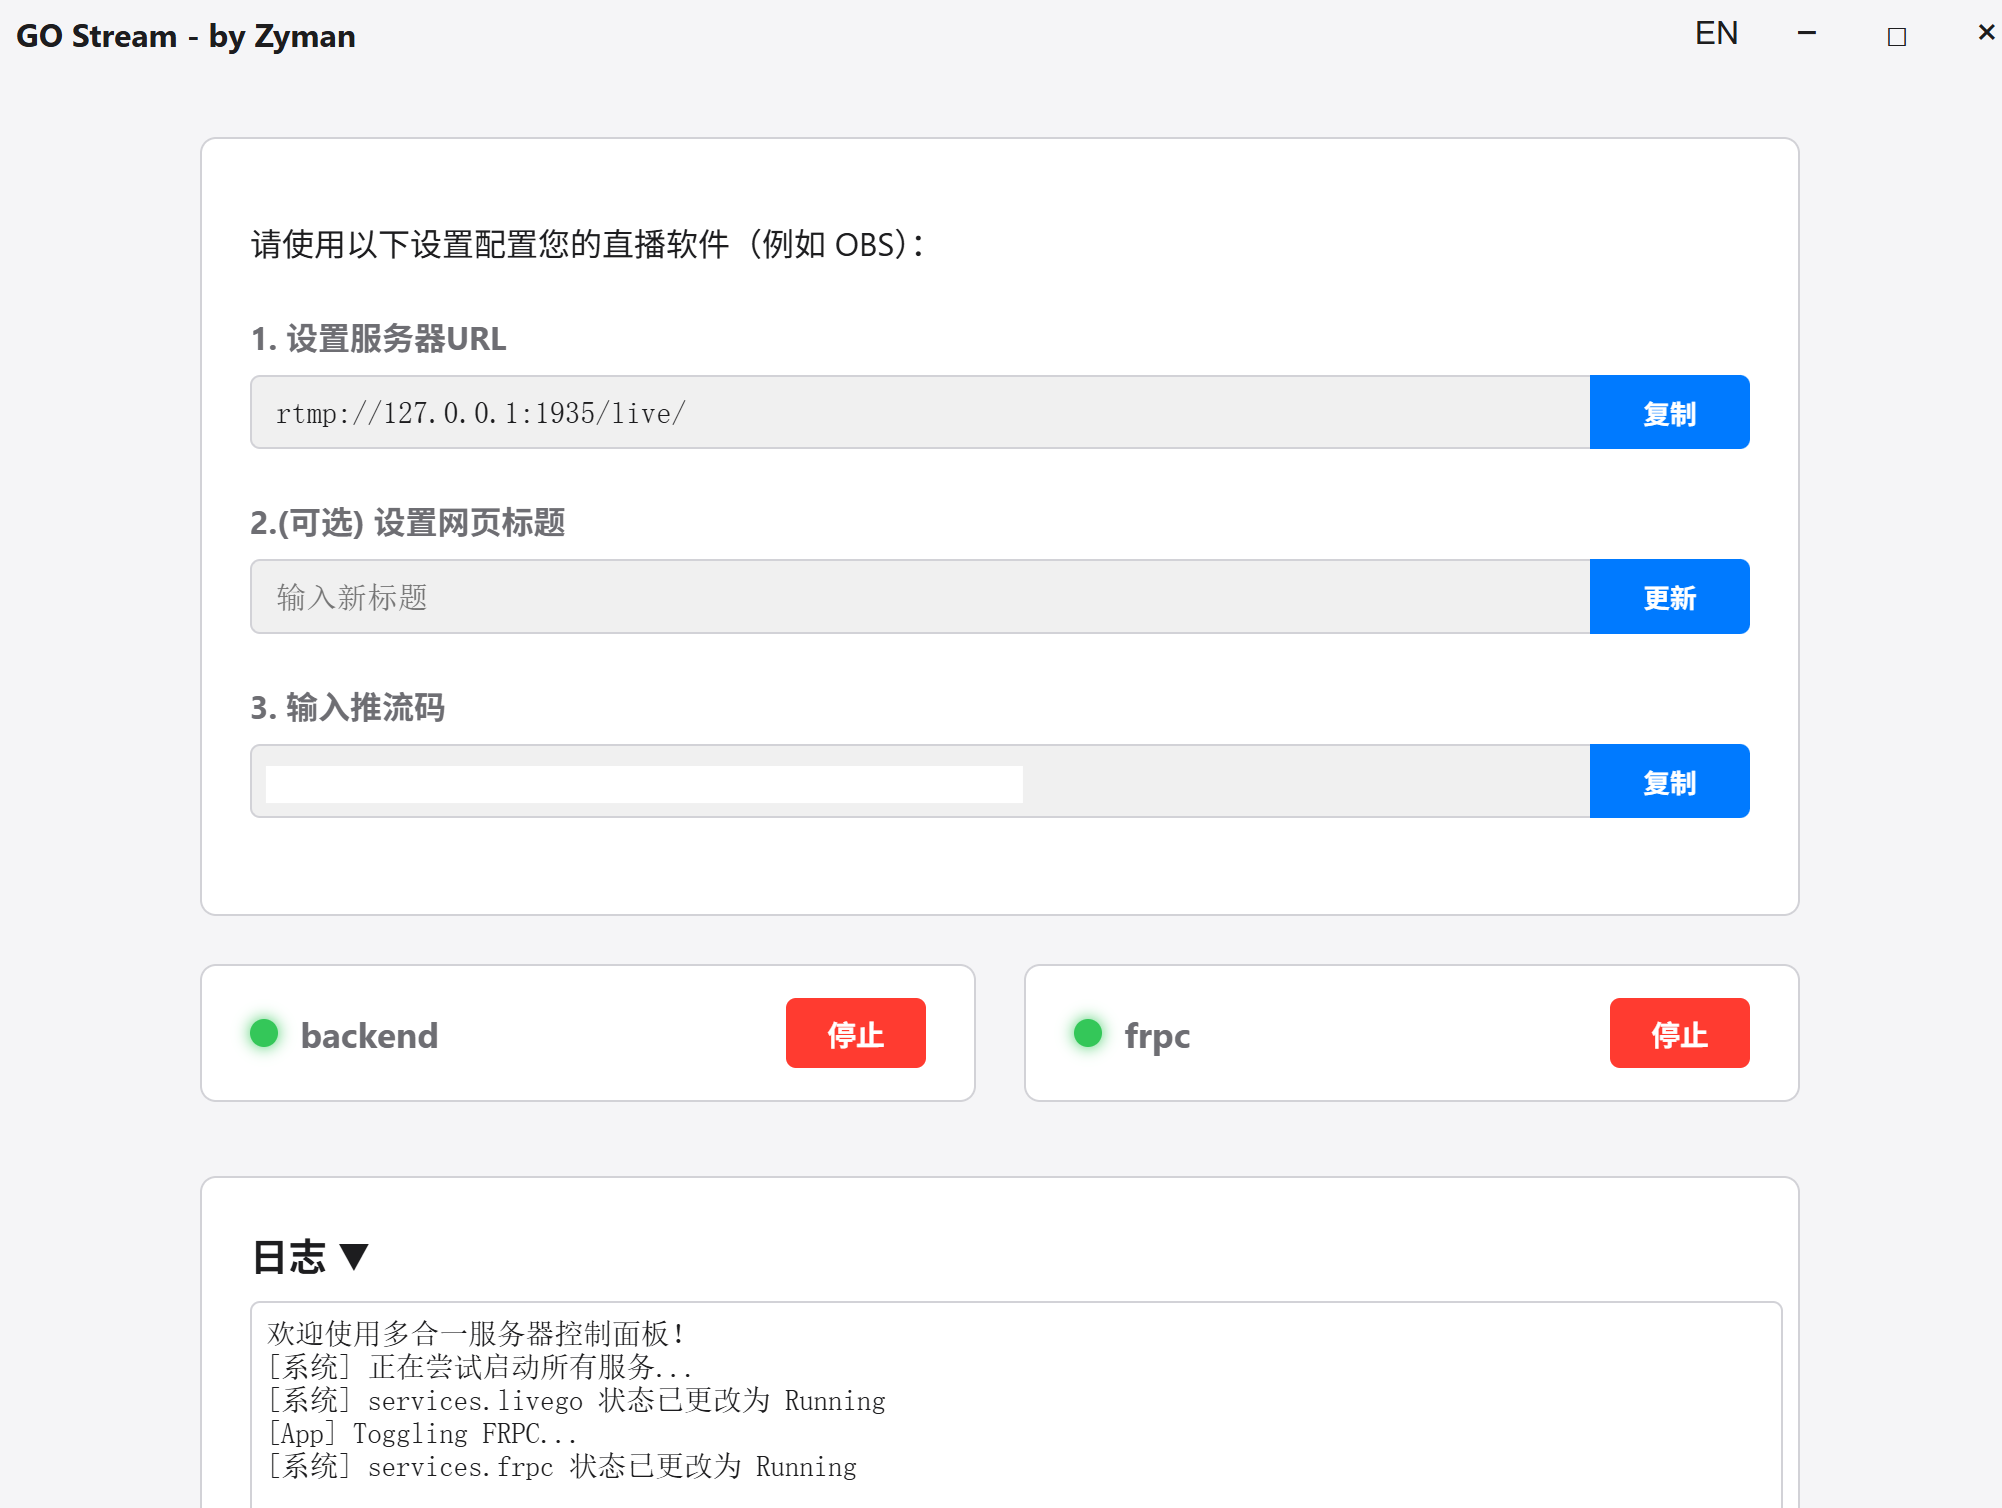 GO Stream - by Zyman
EN
请使用以下设置配置您的直播软件（例如 OBS）：
1. 设置服务器URL
rtmp://127.0.0.1:1935/live/
复制
2.(可选) 设置网页标题
输入新标题
更新
3. 输入推流码
复制
backend
停止
frpc
停止
日志 ▼
欢迎使用多合一服务器控制面板！
[系统] 正在尝试启动所有服务...
[系统] services.livego 状态已更改为 Running
[App] Toggling FRPC...
[系统] services.frpc 状态已更改为 Running